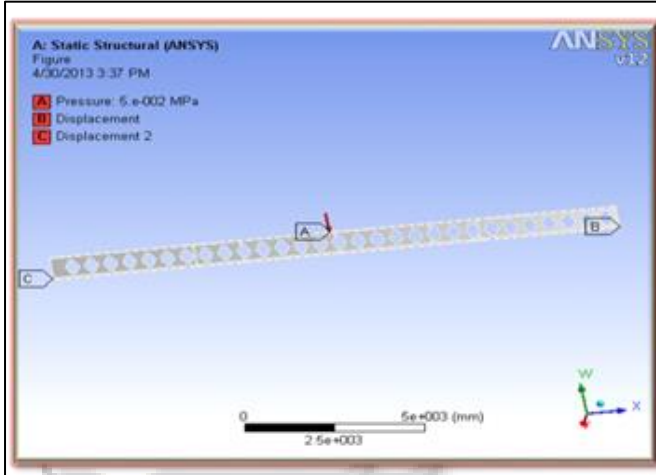 A: Static Structural (ANSYS)
Figure
4/30/2013 3:37 PM
A Pressure: 5.e-002 MPa
B Displacement
C Displacement 2
ANSYS
v12
A
B
C
0
5e+003 (mm)
2.5e+003
W
X